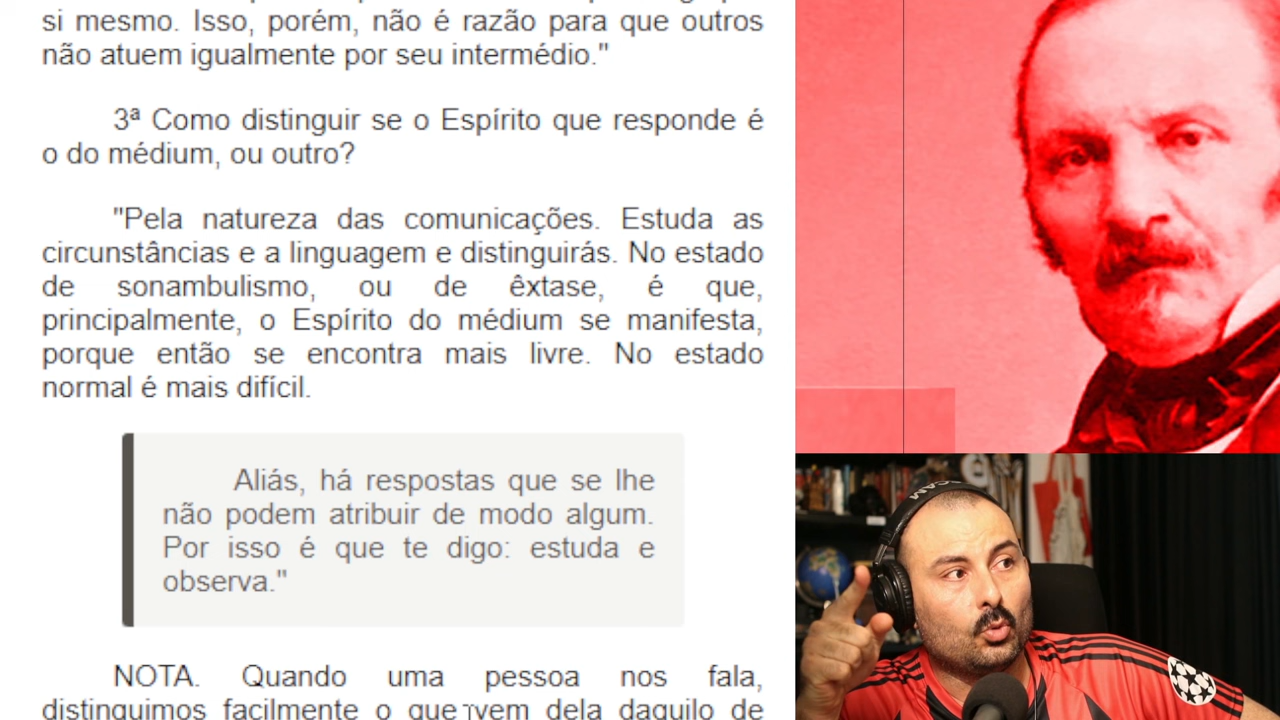 si mesmo. Isso, porém, não é razão para que outros
não atuem igualmente por seu intermédio."
3ª Como distinguir se o Espírito que responde é
o do médium, ou outro?
"Pela natureza das comunicações. Estuda as
circunstâncias e a linguagem e distinguirás. No estado
de sonambulismo, ou de êxtase, é que,
principalmente, o Espírito do médium se manifesta,
porque então se encontra mais livre. No estado
normal é mais difícil.
Aliás, há respostas que se lhe
não podem atribuir de modo algum.
Por isso é que te digo: estuda e
observa."
NOTA. Quando uma pessoa nos fala,
distinguimos facilmente o que vem dela daquilo de